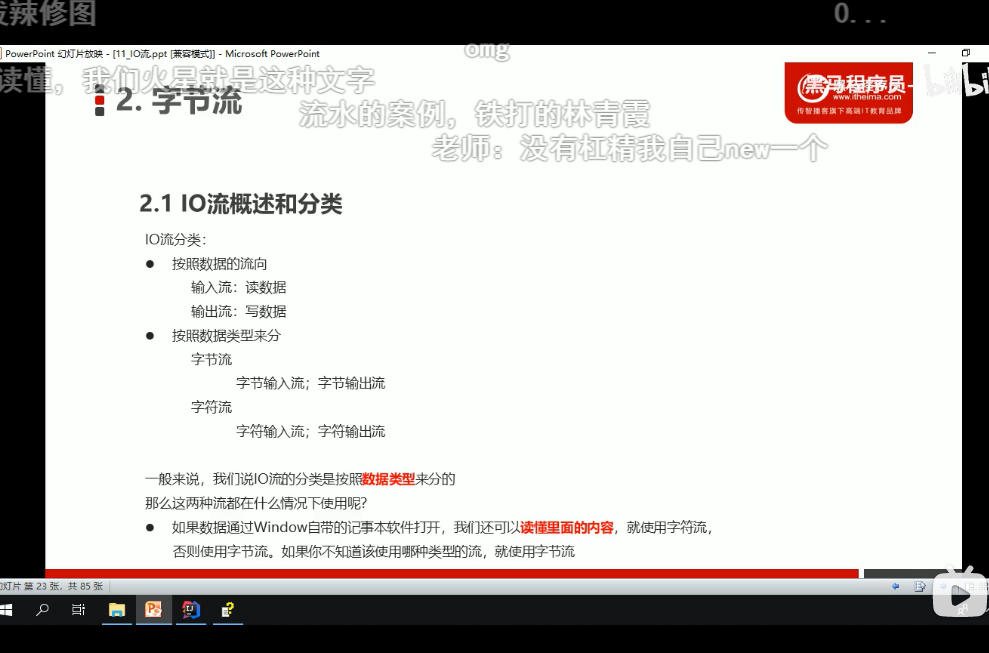 辣修图
0...
PowerPoint 幻灯片放映 - [11_IO流.ppt [兼容模式]] - Microsoft PowerPoint
omg
读懂，我们火星就是这种文字
2. 字节流
流水的案例，铁打的林青霞
老师：没有杠精我自己new一个
黑马程序员
www.itheima.com
传智播客旗下高端IT教育品牌
2.1 IO流概述和分类
IO流分类：
● 按照数据的流向
输入流：读数据
输出流：写数据
● 按照数据类型来分
字节流
字节输入流；字节输出流
字符流
字符输入流；字符输出流
一般来说，我们说IO流的分类是按照数据类型来分的
那么这两种流都在什么情况下使用呢？
● 如果数据通过Window自带的记事本软件打开，我们还可以读懂里面的内容，就使用字符流，
否则使用字节流。如果你不知道该使用哪种类型的流，就使用字节流
幻灯片 第 23 张，共 85 张